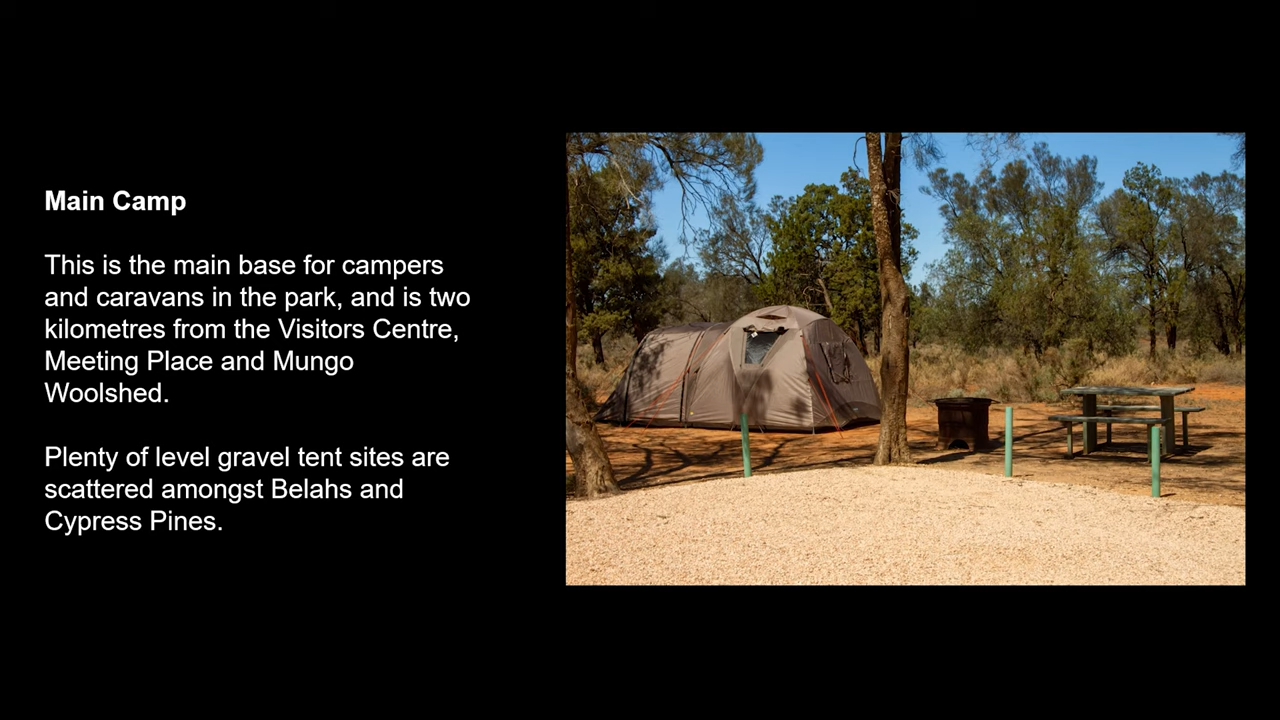 Main Camp
This is the main base for campers
and caravans in the park, and is two
kilometres from the Visitors Centre,
Meeting Place and Mungo
Woolshed.
Plenty of level gravel tent sites are
scattered amongst Belahs and
Cypress Pines.